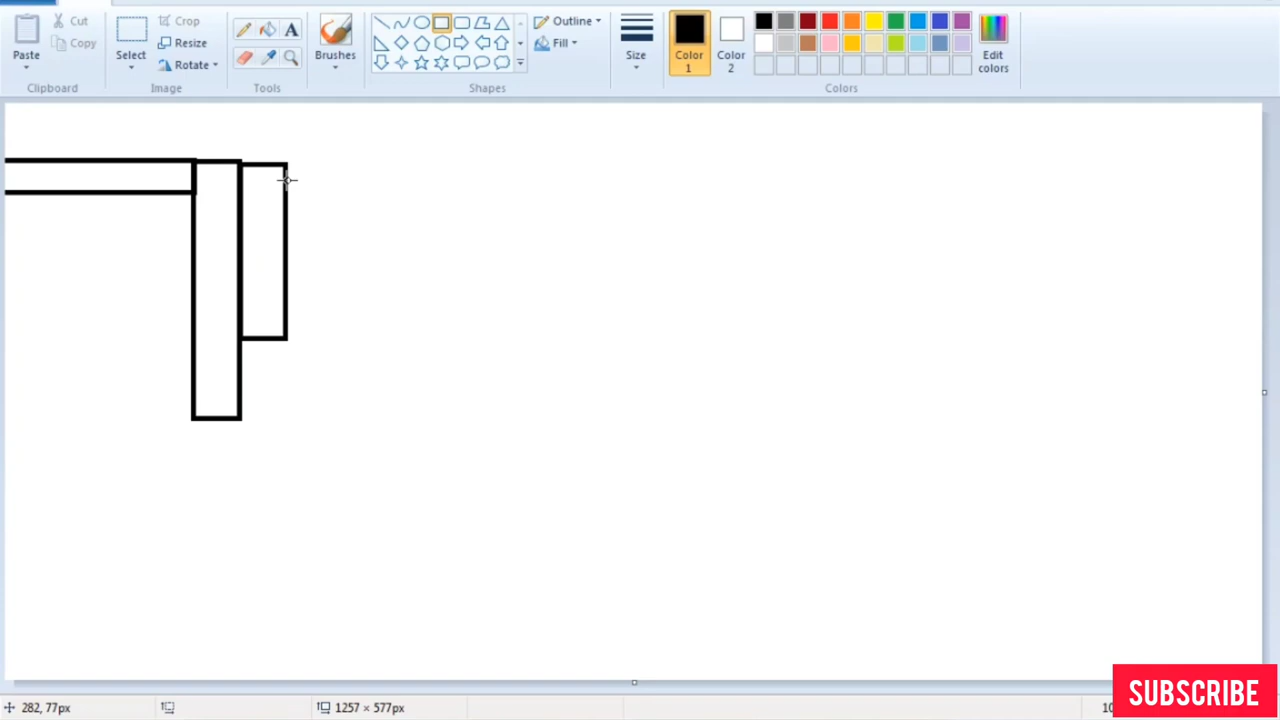 Paste
Cut
Copy
Clipboard
Select
Crop
Resize
Rotate
Image
Tools
Brushes
Shapes
Outline
Fill
Size
Color 1
Color 2
Edit colors
Colors
282, 77px
1257 × 577px
SUBSCRIBE